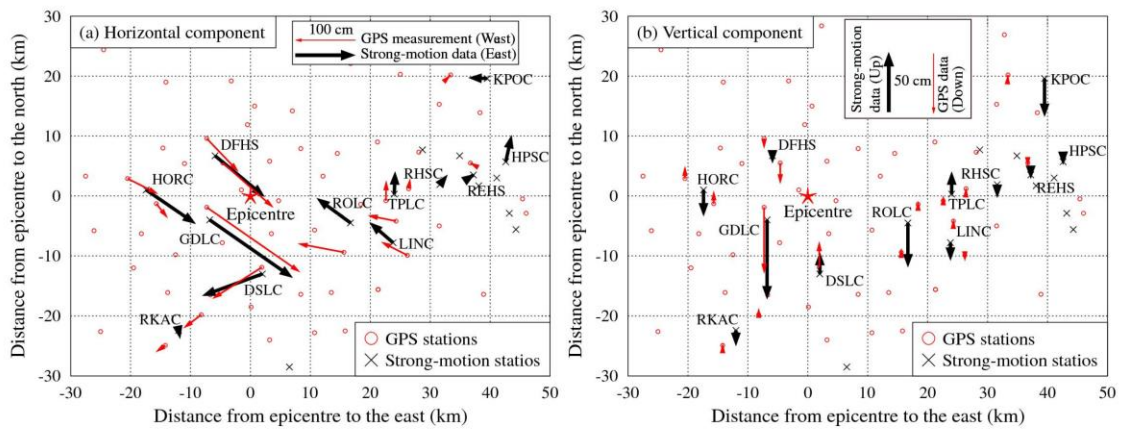 (a) Horizontal component
100 cm
GPS measurement (West)
Strong-motion data (East)
Distance from epicentre to the north (km)
30
20
10
0
-10
-20
-30
KPOC
DFHS
HPSC
HORC
RHSC
REHS
TPLC
Epicentre
ROLC
GDLC
LINC
DSLC
RKAC
GPS stations
Strong-motion statios
-30 -20 -10 0 10 20 30 40 50
Distance from epicentre to the east (km)
(b) Vertical component
Strong-motion
data (Up)
50 cm
GPS data
(Down)
Distance from epicentre to the north (km)
30
20
10
0
-10
-20
-30
KPOC
DFHS
HPSC
HORC
RHSC
REHS
TPLC
Epicentre
ROLC
GDLC
LINC
DSLC
RKAC
GPS stations
Strong-motion statios
-30 -20 -10 0 10 20 30 40 50
Distance from epicentre to the east (km)